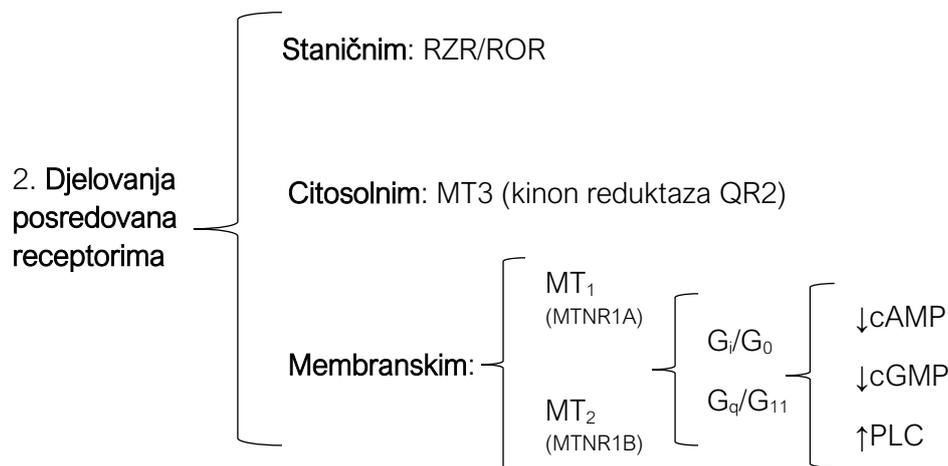 Staničnim: RZR/ROR
2. Djelovanja
posredovana
receptorima
Citosolnim: MT3 (kinon reduktaza QR2)
Membranskim:
MT₁
(MTNR1A)
MT₂
(MTNR1B)
Gᵢ/G₀
G_q/G₁₁
↓cAMP
↓cGMP
↑PLC